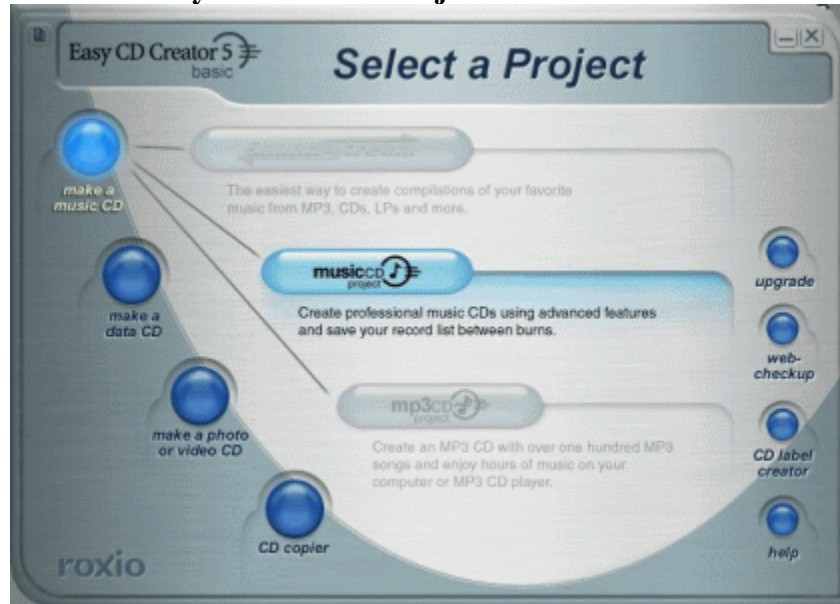 Easy CD Creator 5
basic
Select a Project
make a
music CD
The easiest way to create compilations of your favorite
music from MP3, CDs, LPs and more.
musicCD
project
Create professional music CDs using advanced features
and save your record list between burns.
make a
data CD
mp3CD
project
Create an MP3 CD with over one hundred MP3
songs and enjoy hours of music on your
computer or MP3 CD player.
make a photo
or video CD
CD copier
upgrade
web-
checkup
CD label
creator
help
roxio